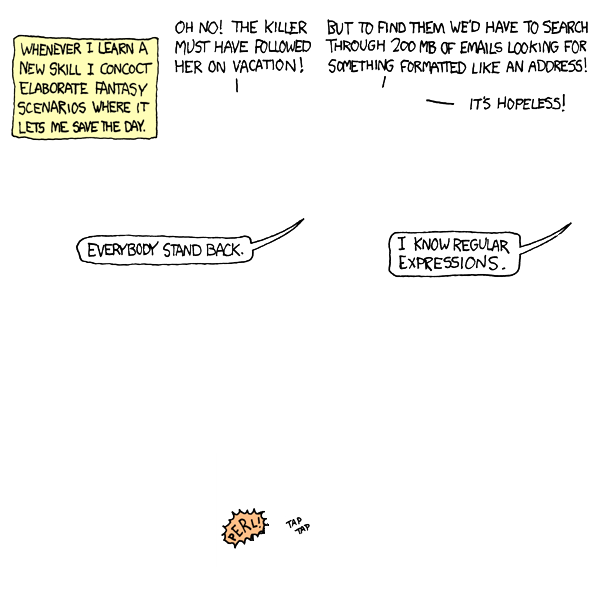 WHENEVER I LEARN A
NEW SKILL I CONCOCT
ELABORATE FANTASY
SCENARIOS WHERE IT
LETS ME SAVE THE DAY.
OH NO! THE KILLER
MUST HAVE FOLLOWED
HER ON VACATION!
BUT TO FIND THEM WE'D HAVE TO SEARCH
THROUGH 200 MB OF EMAILS LOOKING FOR
SOMETHING FORMATTED LIKE AN ADDRESS!
IT'S HOPELESS!
EVERYBODY STAND BACK.
I KNOW REGULAR
EXPRESSIONS.
PERL!
TAP
TAP